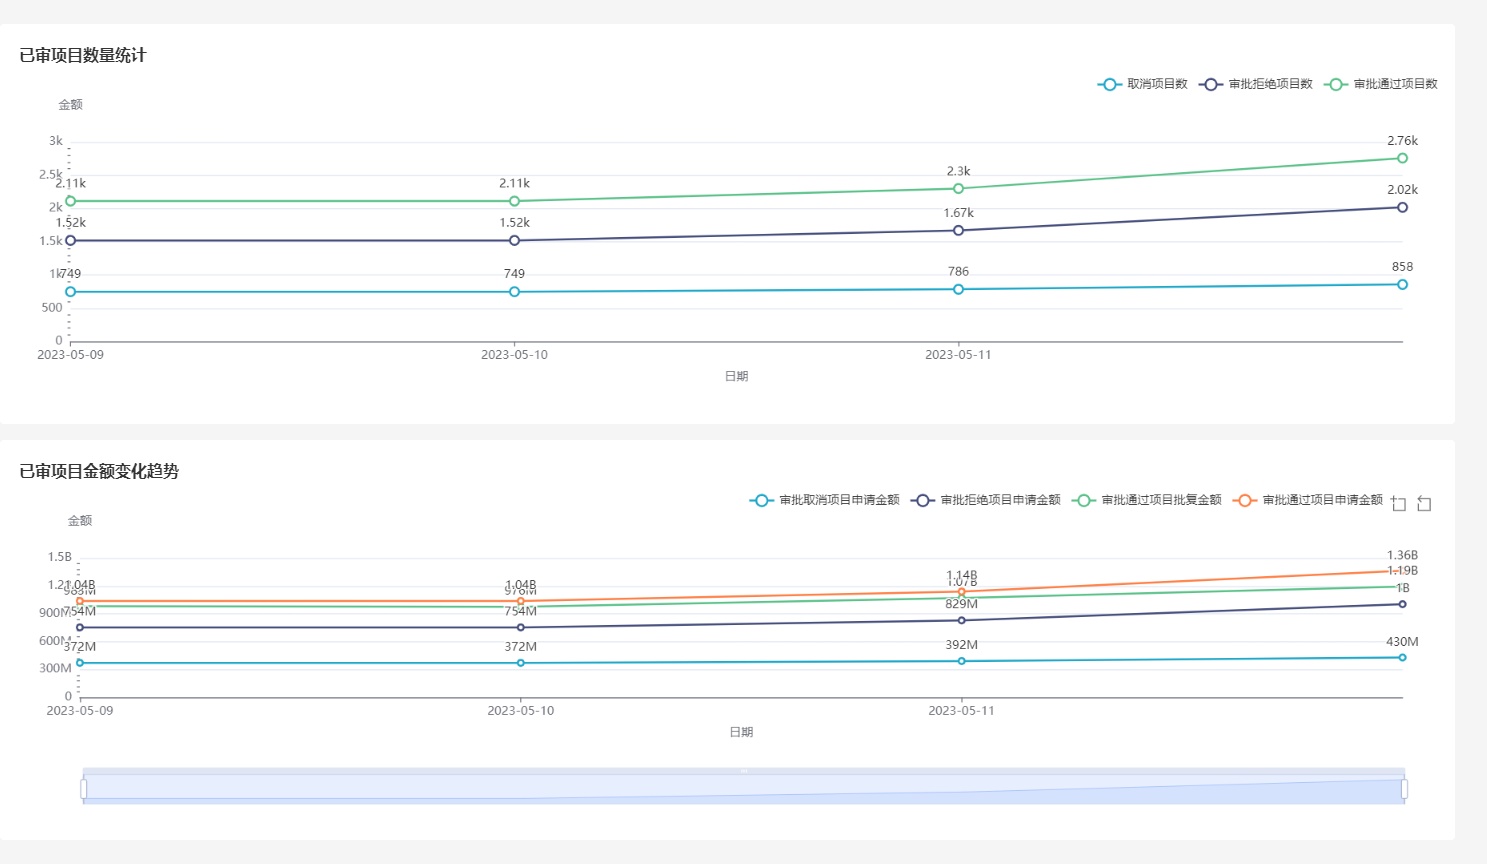 已审项目数量统计
取消项目数 审批拒绝项目数 审批通过项目数
金额
3k
2.76k
2.5k
2.3k
2.11k 2.11k
2.02k
2k
1.67k
1.52k 1.52k
1.5k
1k
749 749 786 858
500
0
2023-05-09 2023-05-10 2023-05-11
日期
已审项目金额变化趋势
审批取消项目申请金额 审批拒绝项目申请金额 审批通过项目批复金额 审批通过项目申请金额
金额
1.5B
1.36B
1.19B
1.14B
1.07B
1.04B 1.04B
983M 976M
1B
829M
754M 754M
600M
372M 372M 392M 430M
300M
0
2023-05-09 2023-05-10 2023-05-11
日期